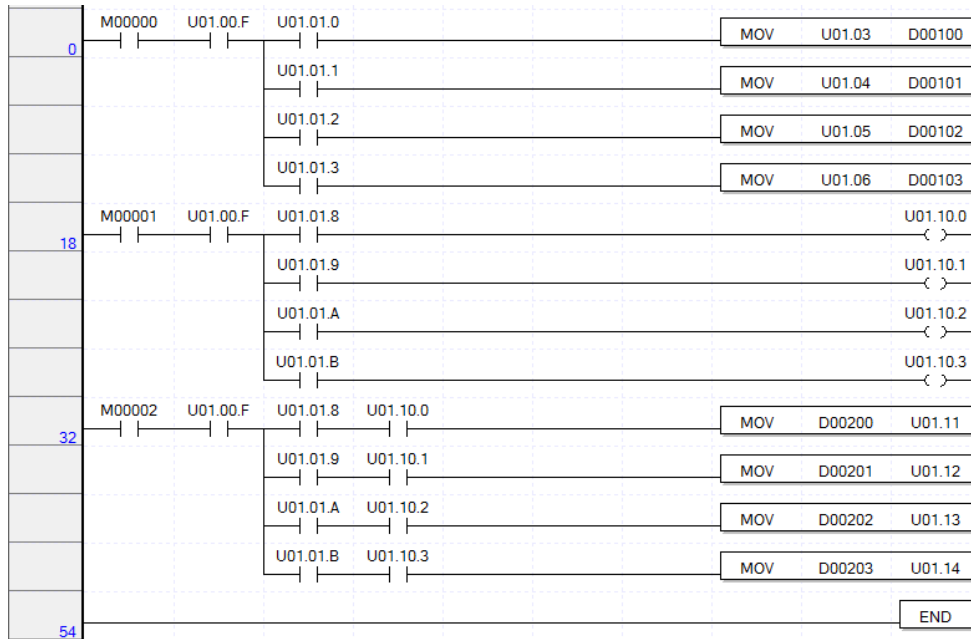 M00000 U01.00.F U01.01.0
0 MOV U01.03 D00100
U01.01.1
MOV U01.04 D00101
U01.01.2
MOV U01.05 D00102
U01.01.3
MOV U01.06 D00103
M00001 U01.00.F U01.01.8 U01.10.0
18
U01.01.9 U01.10.1
U01.01.A U01.10.2
U01.01.B U01.10.3
M00002 U01.00.F U01.01.8 U01.10.0
32 MOV D00200 U01.11
U01.01.9 U01.10.1
MOV D00201 U01.12
U01.01.A U01.10.2
MOV D00202 U01.13
U01.01.B U01.10.3
MOV D00203 U01.14
54 END